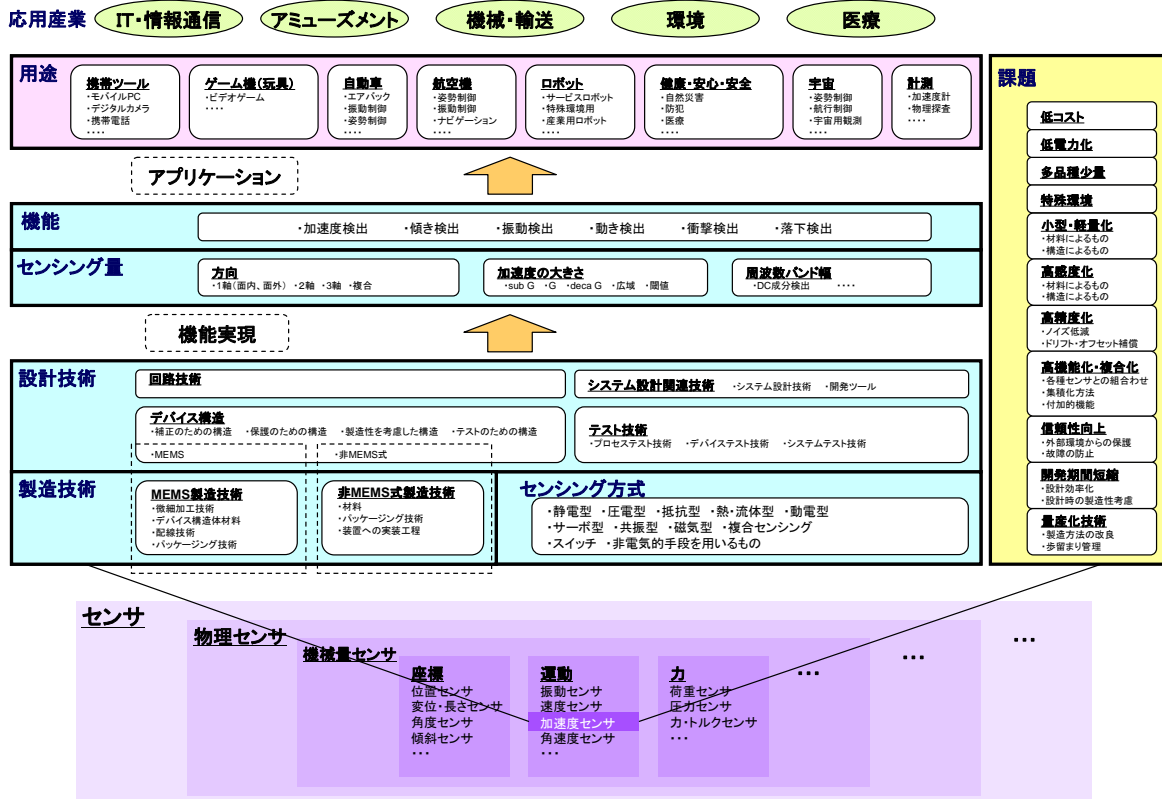 応用産業
IT・情報通信
アミューズメント
機械・輸送
環境
医療
用途
携帯ツール
・モバイルPC
・デジタルカメラ
・携帯電話
・・・・
ゲーム機(玩具)
・ビデオゲーム
・・・・
自動車
・エアバック
・振動制御
・姿勢制御
・・・・
航空機
・姿勢制御
・振動制御
・ナビゲーション
・・・・
ロボット
・サービスロボット
・特殊環境用
・産業用ロボット
・・・・
健康・安心・安全
・自然災害
・防犯
・医療
・・・・
宇宙
・姿勢制御
・航行制御
・宇宙用観測
・・・・
計測
・加速度計
・物理探査
・・・・
アプリケーション
機能
・加速度検出 ・傾き検出 ・振動検出 ・動き検出 ・衝撃検出 ・落下検出
センシング量
方向
・1軸(面内、面外) ・2軸 ・3軸 ・複合
加速度の大きさ
・sub G ・G ・deca G ・広域 ・閾値
周波数バンド幅
・DC成分検出 ・・・・
機能実現
設計技術
回路技術
システム設計関連技術 ・システム設計技術 ・開発ツール
デバイス構造
・補正のための構造 ・保護のための構造 ・製造性を考慮した構造 ・テストのための構造
・MEMS ・非MEMS式
テスト技術
・プロセステスト技術 ・デバイステスト技術 ・システムテスト技術
製造技術
MEMS製造技術
・微細加工技術
・デバイス構造体材料
・配線技術
・パッケージング技術
非MEMS式製造技術
・材料
・パッケージング技術
・装置への実装工程
センシング方式
・静電型 ・圧電型 ・抵抗型 ・熱・流体型 ・動電型
・サーボ型 ・共振型 ・磁気型 ・複合センシング
・スイッチ ・非電気的手段を用いるもの
課題
低コスト
低電力化
多品種少量
特殊環境
小型・軽量化
・材料によるもの
・構造によるもの
高感度化
・材料によるもの
・構造によるもの
高精度化
・ノイズ低減
・ドリフト・オフセット補償
高機能化・複合化
・各種センサとの組合わせ
・集積化方法
・付加的機能
信頼性向上
・外部環境からの保護
・故障の防止
開発期間短縮
・設計効率化
・設計時の製造性考慮
量産化技術
・製造方法の改良
・歩留まり管理
センサ
物理センサ
機械量センサ
座標
位置センサ
変位・長さセンサ
角度センサ
傾斜センサ
・・・
運動
振動センサ
速度センサ
加速度センサ
角速度センサ
・・・
力
荷重センサ
圧力センサ
力・トルクセンサ
・・・
・・・
・・・
・・・